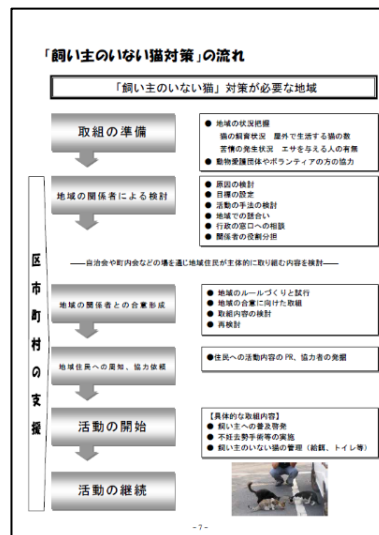 「飼い主のいない猫対策」の流れ
「飼い主のいない猫」対策が必要な地域
取組の準備
● 地域の状況把握
猫の飼育状況　屋外で生活する猫の数
苦情の発生状況　エサを与える人の有無
● 動物愛護団体やボランティアの方の協力
地域の関係者による検討
● 原因の検討
● 目標の設定
● 活動の手法の検討
● 地域での話合い
● 行政の窓口への相談
● 関係者の役割分担
――自治会や町内会などの場を通じ地域住民が主体的に取り組む内容を検討――
区市町村の支援
地域の関係者との合意形成
● 地域のルールづくりと試行
● 地域の合意に向けた取組
● 取組内容の検討
● 再検討
地域住民への周知、協力依頼
●住民への活動内容のPR、協力者の発掘
活動の開始
【具体的な取組内容】
● 飼い主への普及啓発
● 不妊去勢手術等の実施
● 飼い主のいない猫の管理（給餌、トイレ等）
活動の継続
- 7 -